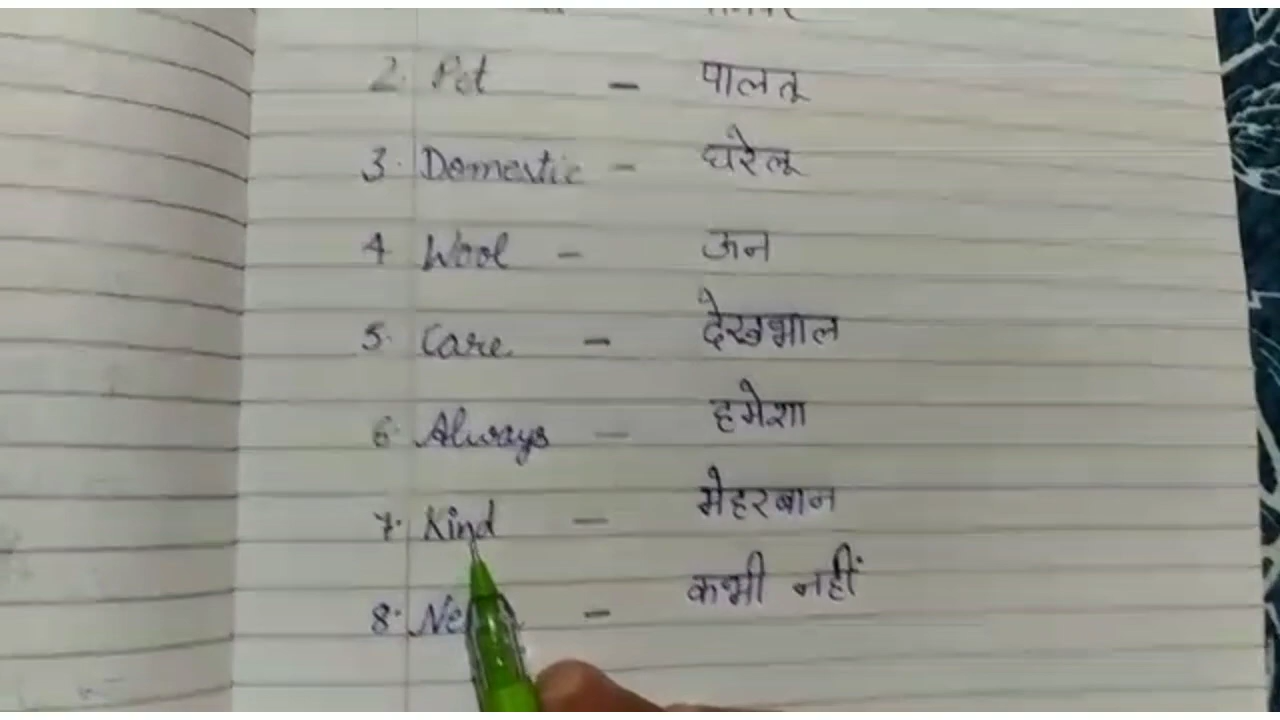 2. Pet - पालतू
3. Domestic - घरेलू
4 Wool - ऊन
5. Care - देखभाल
6. Always - हमेशा
7. Kind - मेहरबान
8. - कभी नहीं